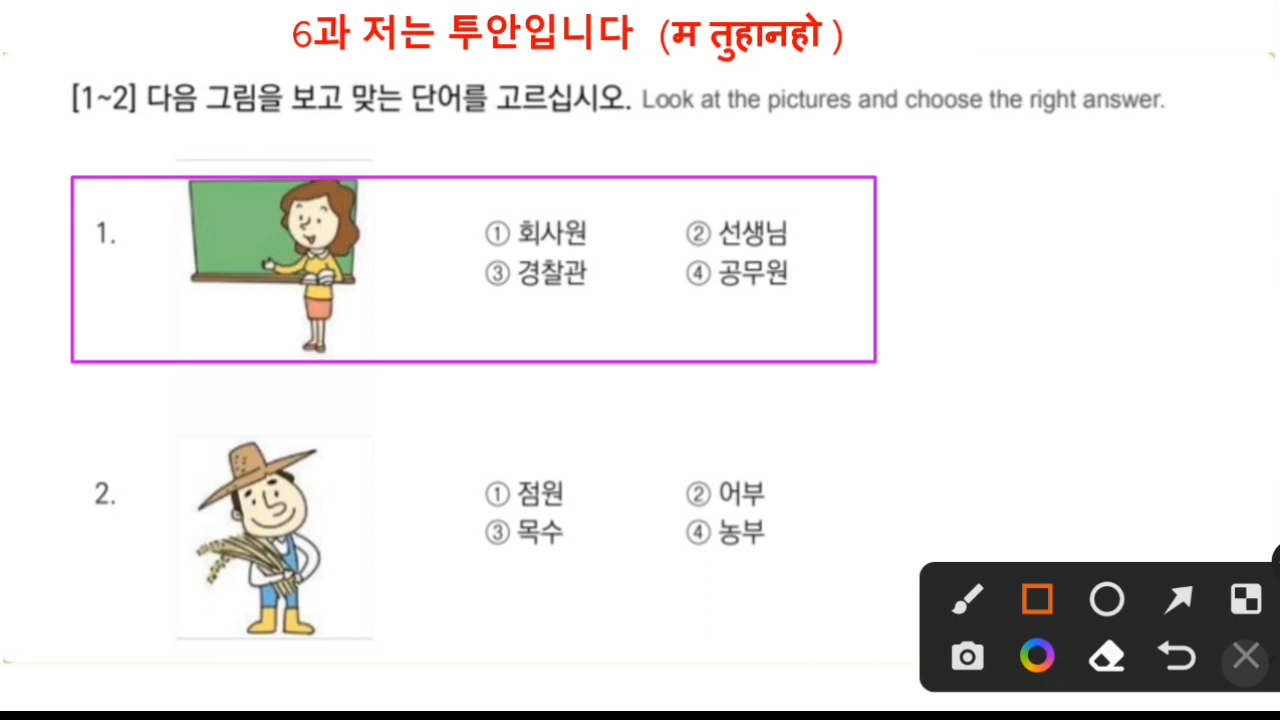 6과 저는 투안입니다 (म तुहानहो )
[1~2] 다음 그림을 보고 맞는 단어를 고르십시오. Look at the pictures and choose the right answer.
1.
① 회사원 ② 선생님
③ 경찰관 ④ 공무원
2.
① 점원 ② 어부
③ 목수 ④ 농부